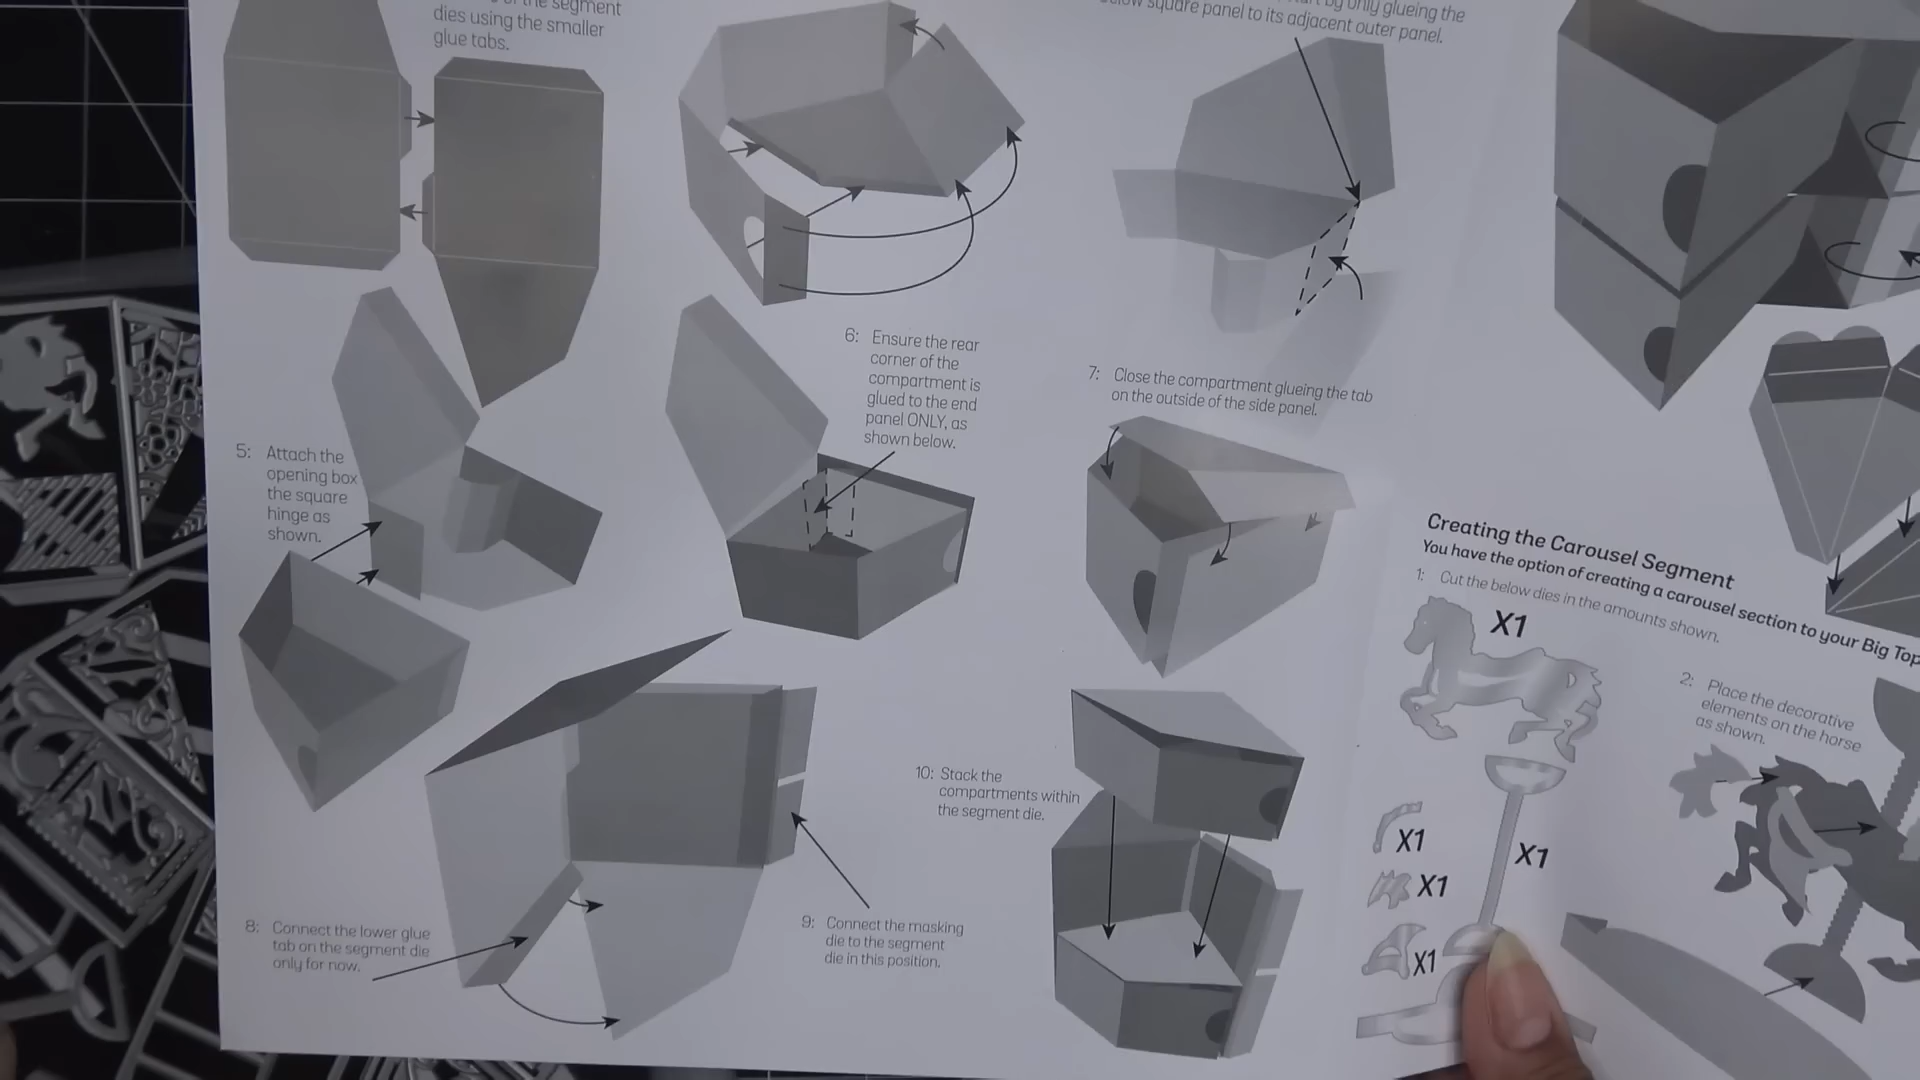 the segment
dies using the smaller
glue tabs.
by only glueing the
square panel to its adjacent outer panel.
5: Attach the
opening box
the square
hinge as
shown.
6: Ensure the rear
corner of the
compartment is
glued to the end
panel ONLY, as
shown below.
7: Close the compartment glueing the tab
on the outside of the side panel.
8: Connect the lower glue
tab on the segment die
only for now.
9: Connect the masking
die to the segment
die in this position.
10: Stack the
compartments within
the segment die.
Creating the Carousel Segment
You have the option of creating a carousel section to your Big Top
1: Cut the below dies in the amounts shown.
X1
X1
X1
X1
X1
2: Place the decorative
elements on the horse
as shown.